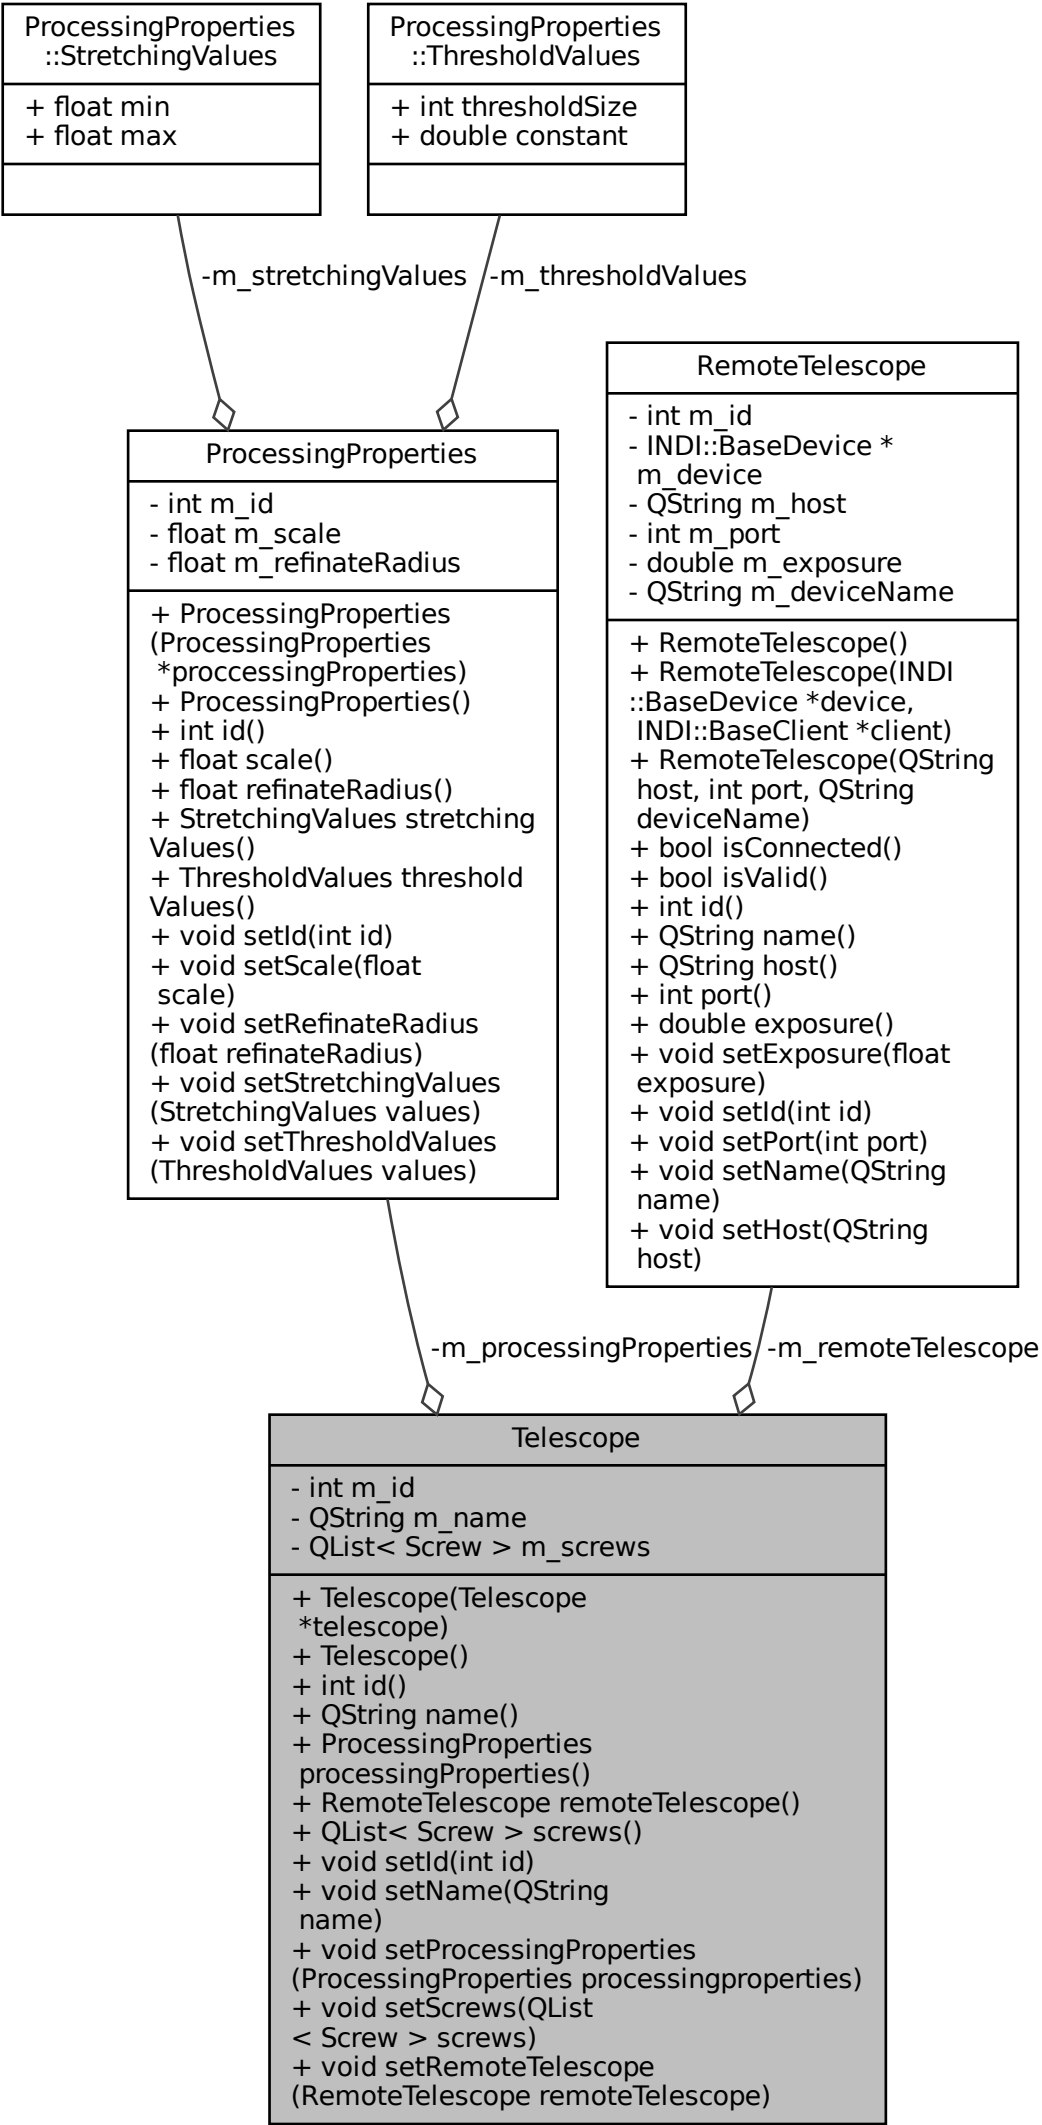 ProcessingProperties
::StretchingValues
+ float min
+ float max
ProcessingProperties
::ThresholdValues
+ int thresholdSize
+ double constant
-m_stretchingValues
-m_thresholdValues
ProcessingProperties
- int m_id
- float m_scale
- float m_refinateRadius
+ ProcessingProperties
(ProcessingProperties
*proccessingProperties)
+ ProcessingProperties()
+ int id()
+ float scale()
+ float refinateRadius()
+ StretchingValues stretching
Values()
+ ThresholdValues threshold
Values()
+ void setId(int id)
+ void setScale(float
scale)
+ void setRefinateRadius
(float refinateRadius)
+ void setStretchingValues
(StretchingValues values)
+ void setThresholdValues
(ThresholdValues values)
RemoteTelescope
- int m_id
- INDI::BaseDevice *
m_device
- QString m_host
- int m_port
- double m_exposure
- QString m_deviceName
+ RemoteTelescope()
+ RemoteTelescope(INDI
::BaseDevice *device,
INDI::BaseClient *client)
+ RemoteTelescope(QString
host, int port, QString
deviceName)
+ bool isConnected()
+ bool isValid()
+ int id()
+ QString name()
+ QString host()
+ int port()
+ double exposure()
+ void setExposure(float
exposure)
+ void setId(int id)
+ void setPort(int port)
+ void setName(QString
name)
+ void setHost(QString
host)
-m_processingProperties
-m_remoteTelescope
Telescope
- int m_id
- QString m_name
- QList< Screw > m_screws
+ Telescope(Telescope
*telescope)
+ Telescope()
+ int id()
+ QString name()
+ ProcessingProperties
processingProperties()
+ RemoteTelescope remoteTelescope()
+ QList< Screw > screws()
+ void setId(int id)
+ void setName(QString
name)
+ void setProcessingProperties
(ProcessingProperties processingproperties)
+ void setScrews(QList
< Screw > screws)
+ void setRemoteTelescope
(RemoteTelescope remoteTelescope)